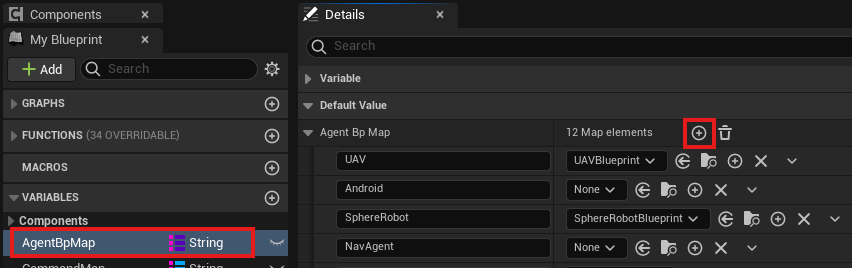 Components
My Blueprint
Add
Search
GRAPHS
FUNCTIONS (34 OVERRIDABLE)
MACROS
VARIABLES
Components
AgentBpMap String
CommandMap String
Details
Search
Variable
Default Value
Agent Bp Map 12 Map elements
UAV UAVBlueprint
Android None
SphereRobot SphereRobotBlueprint
NavAgent None